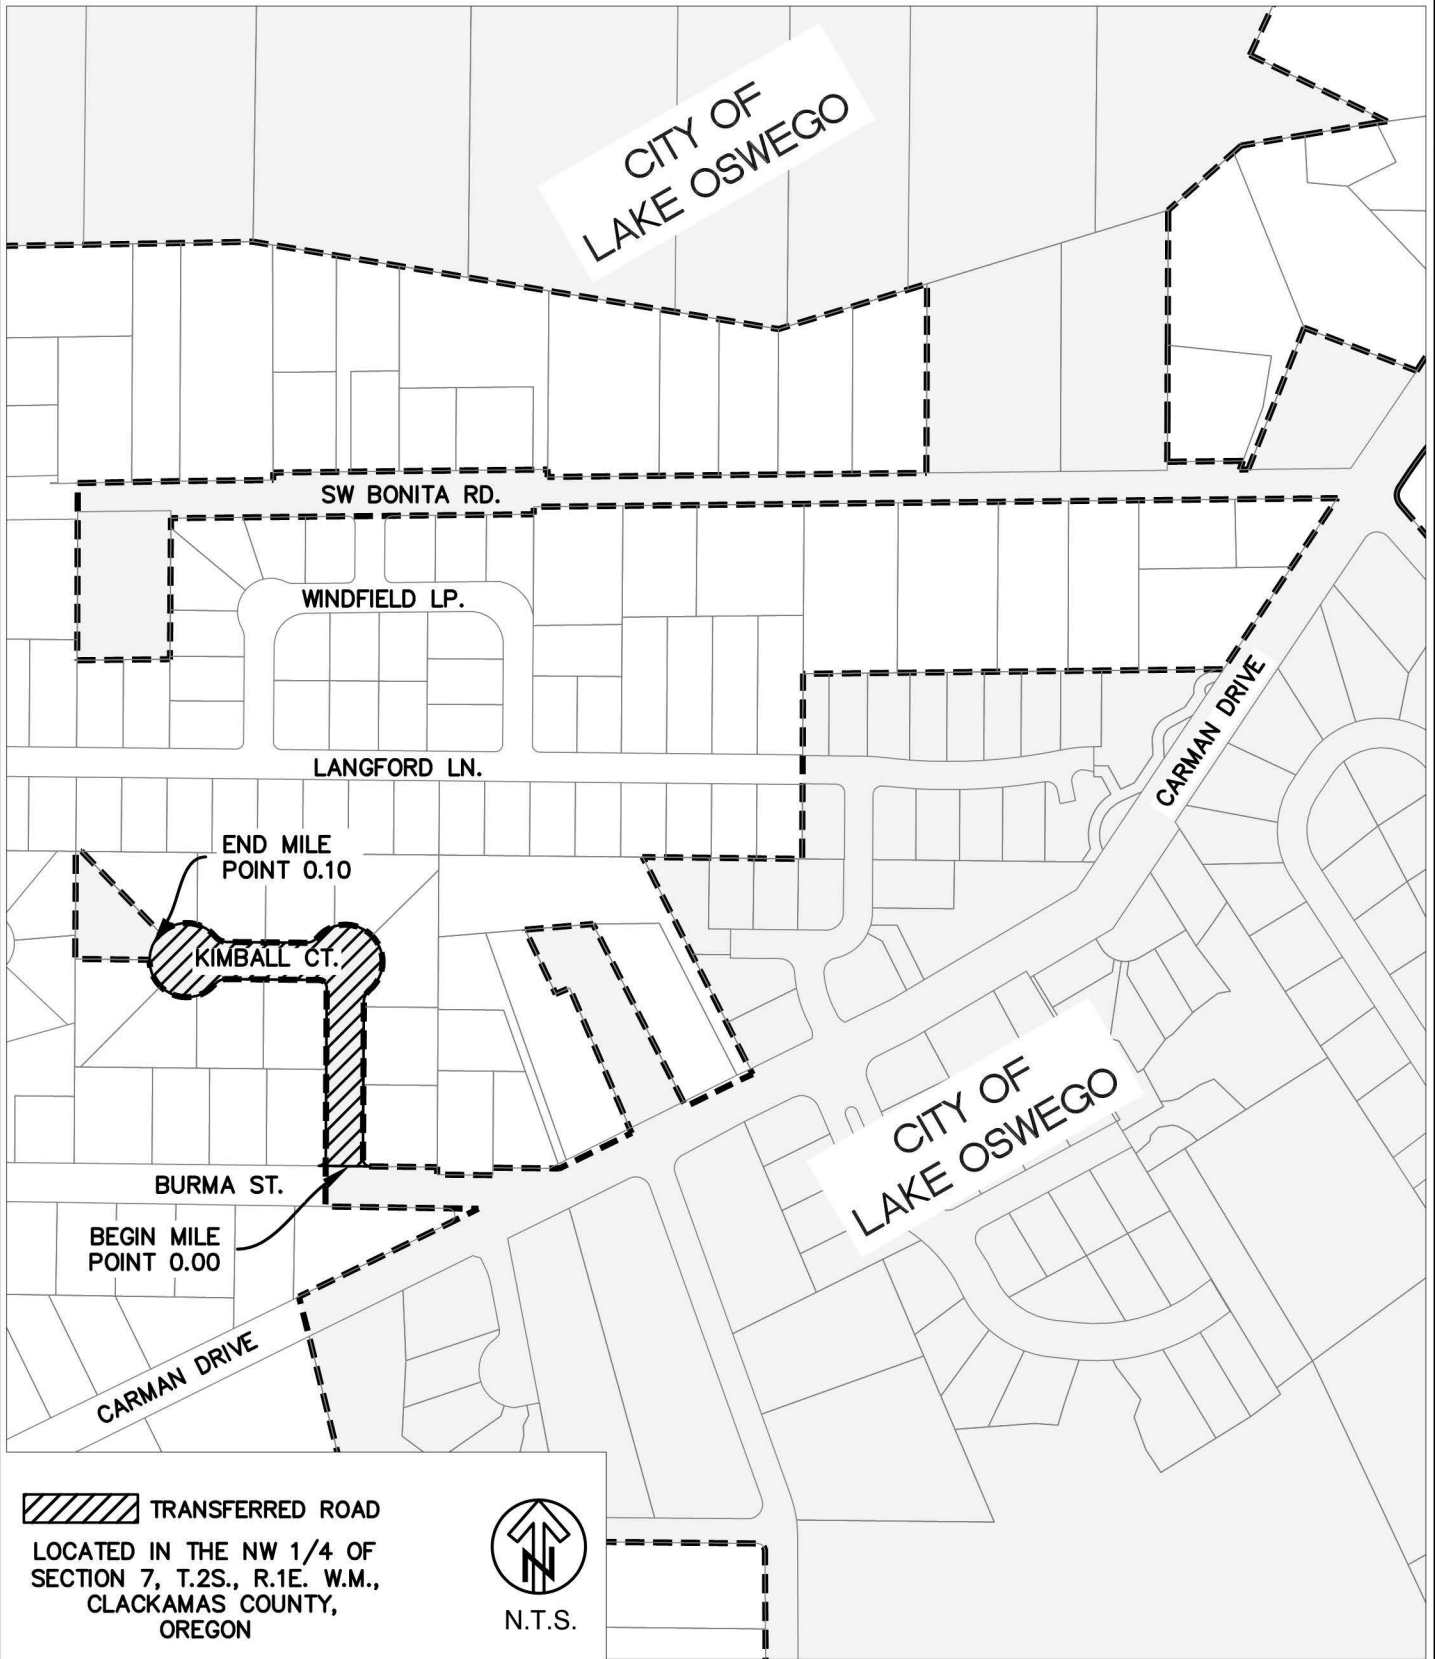 CITY OF
LAKE OSWEGO
SW BONITA RD.
WINDFIELD LP.
CARMAN DRIVE
LANGFORD LN.
END MILE
POINT 0.10
KIMBALL CT.
CITY OF
LAKE OSWEGO
BURMA ST.
BEGIN MILE
POINT 0.00
CARMAN DRIVE
TRANSFERRED ROAD
LOCATED IN THE NW 1/4 OF
SECTION 7, T.2S., R.1E. W.M.,
CLACKAMAS COUNTY,
OREGON
N
N.T.S.